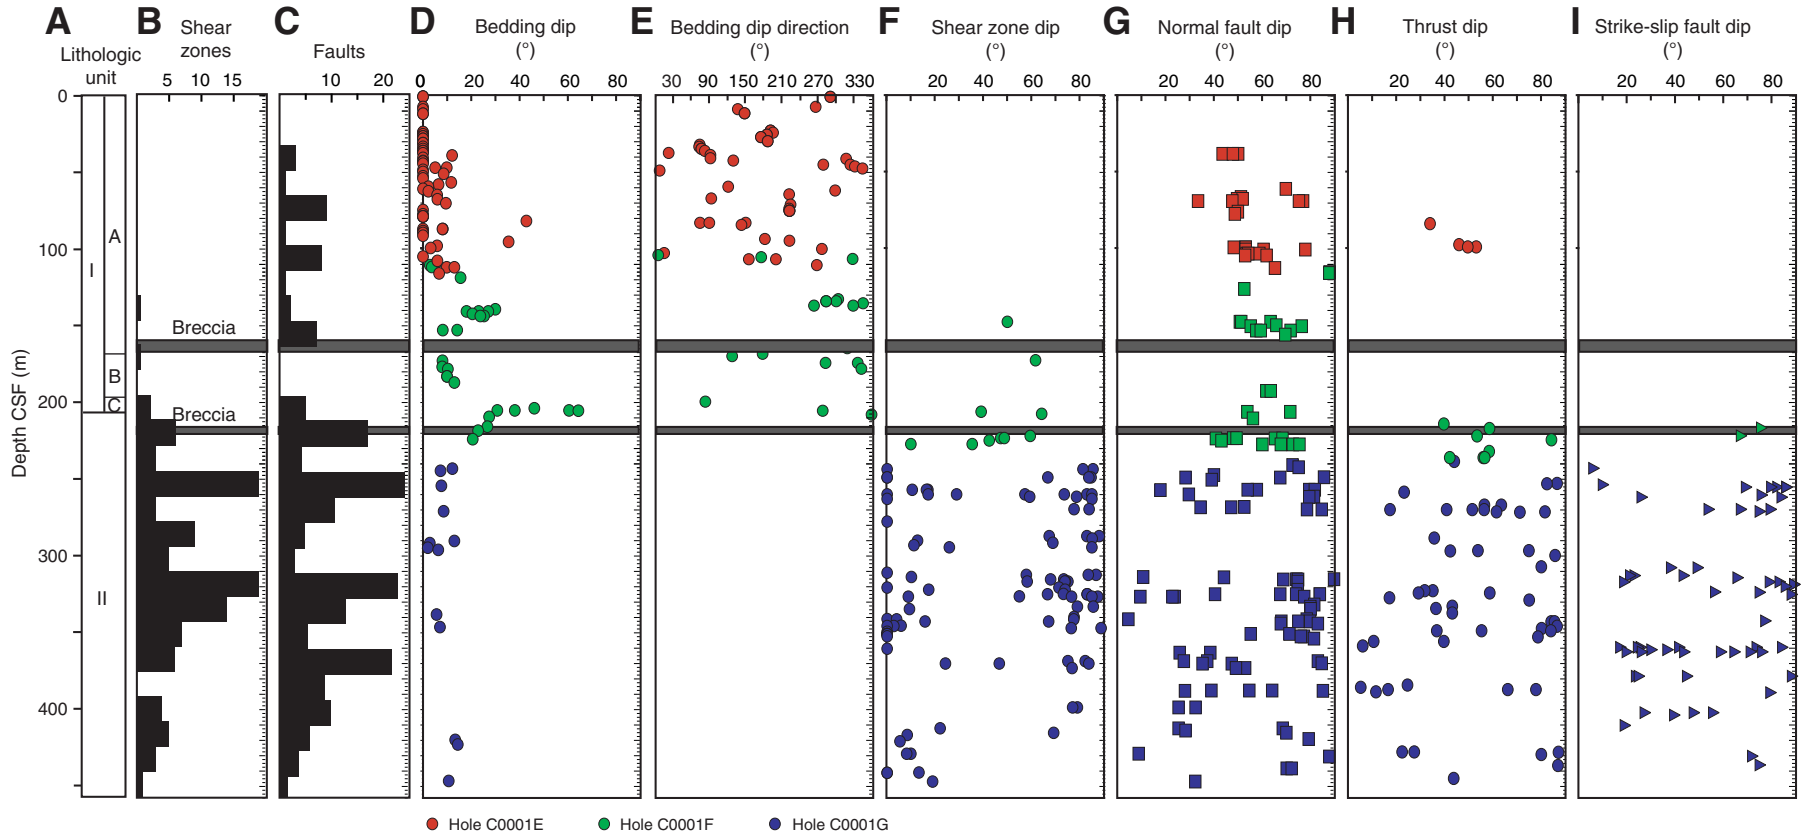 A
B
C
D
E
F
G
H
I
Lithologic
unit
Shear
zones
Faults
Bedding dip
(°)
Bedding dip direction
(°)
Shear zone dip
(°)
Normal fault dip
(°)
Thrust dip
(°)
Strike-slip fault dip
(°)
5 10 15
10 20
0 20 40 60 80
30 90 150 210 270 330
20 40 60 80
20 40 60 80
20 40 60 80
20 40 60 80
Depth CSF (m)
0
100
200
300
400
I
A
B
C
II
Breccia
Breccia
Hole C0001E
Hole C0001F
Hole C0001G